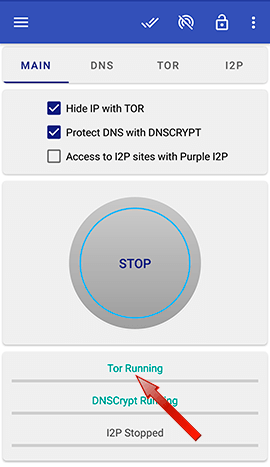 MAIN DNS TOR I2P
Hide IP with TOR
Protect DNS with DNSCRYPT
Access to I2P sites with Purple I2P
STOP
Tor Running
DNSCrypt Running
I2P Stopped